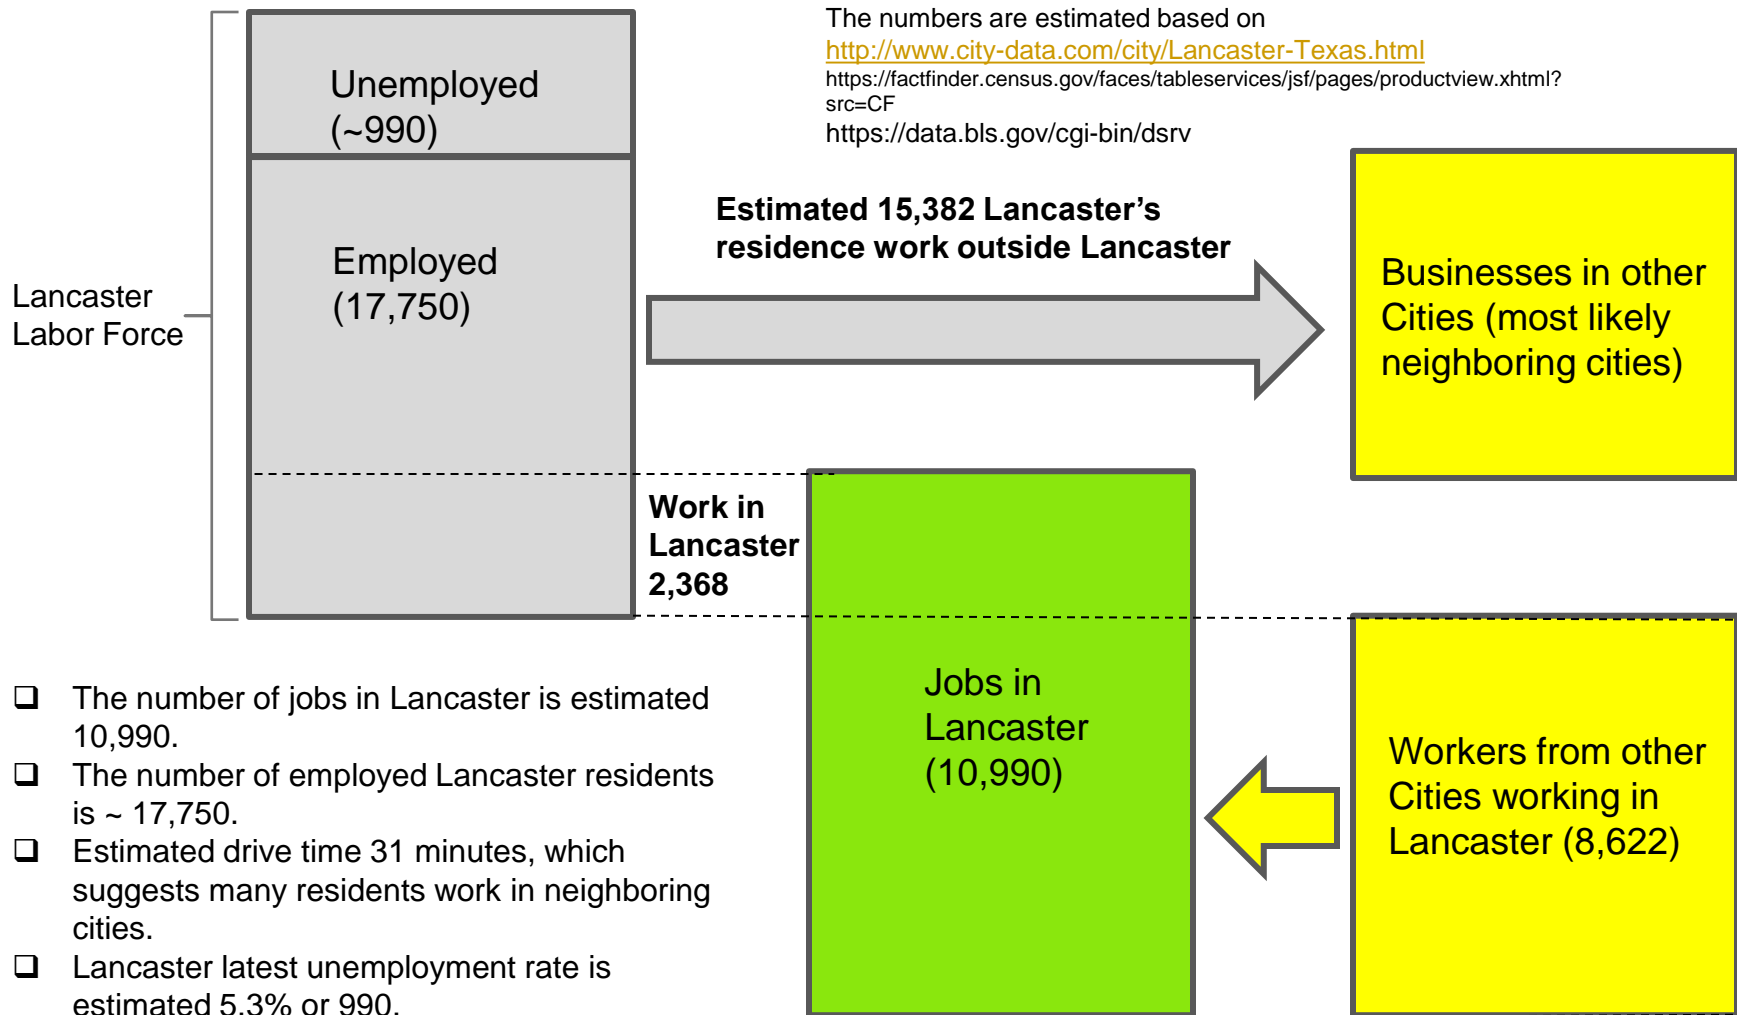 The numbers are estimated based on
http://www.city-data.com/city/Lancaster-Texas.html
https://factfinder.census.gov/faces/tableservices/jsf/pages/productview.xhtml?
src=CF
https://data.bls.gov/cgi-bin/dsrv
Unemployed
(~990)
Employed
(17,750)
Lancaster
Labor Force
Estimated 15,382 Lancaster’s
residence work outside Lancaster
Businesses in other
Cities (most likely
neighboring cities)
Work in
Lancaster
2,368
Jobs in
Lancaster
(10,990)
Workers from other
Cities working in
Lancaster (8,622)
❑ The number of jobs in Lancaster is estimated
10,990.
❑ The number of employed Lancaster residents
is ~ 17,750.
❑ Estimated drive time 31 minutes, which
suggests many residents work in neighboring
cities.
❑ Lancaster latest unemployment rate is
estimated 5.3% or 990.